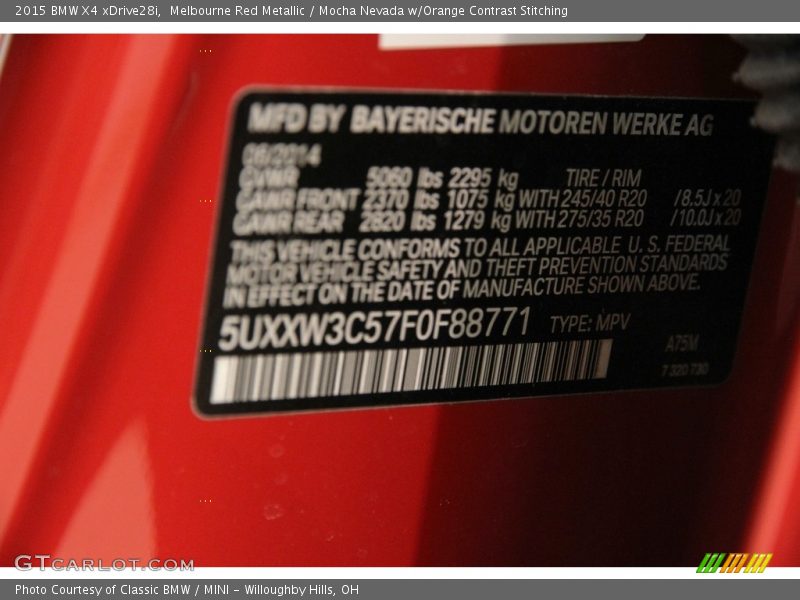 2015 BMW X4 xDrive28i, Melbourne Red Metallic / Mocha Nevada w/Orange Contrast Stitching
MFD BY BAYERISCHE MOTOREN WERKE AG
08/2014
GVWR 5060 lbs 2295 kg TIRE / RIM
GAWR FRONT 2370 lbs 1075 kg WITH 245/40 R20 /8.5J x 20
GAWR REAR 2820 lbs 1279 kg WITH 275/35 R20 /10.0J x 20
THIS VEHICLE CONFORMS TO ALL APPLICABLE U. S. FEDERAL
MOTOR VEHICLE SAFETY AND THEFT PREVENTION STANDARDS
IN EFFECT ON THE DATE OF MANUFACTURE SHOWN ABOVE.
5UXXW3C57F0F88771 TYPE: MPV
A75M
7 320 730
GTCARLOT.COM
Photo Courtesy of Classic BMW / MINI - Willoughby Hills, OH